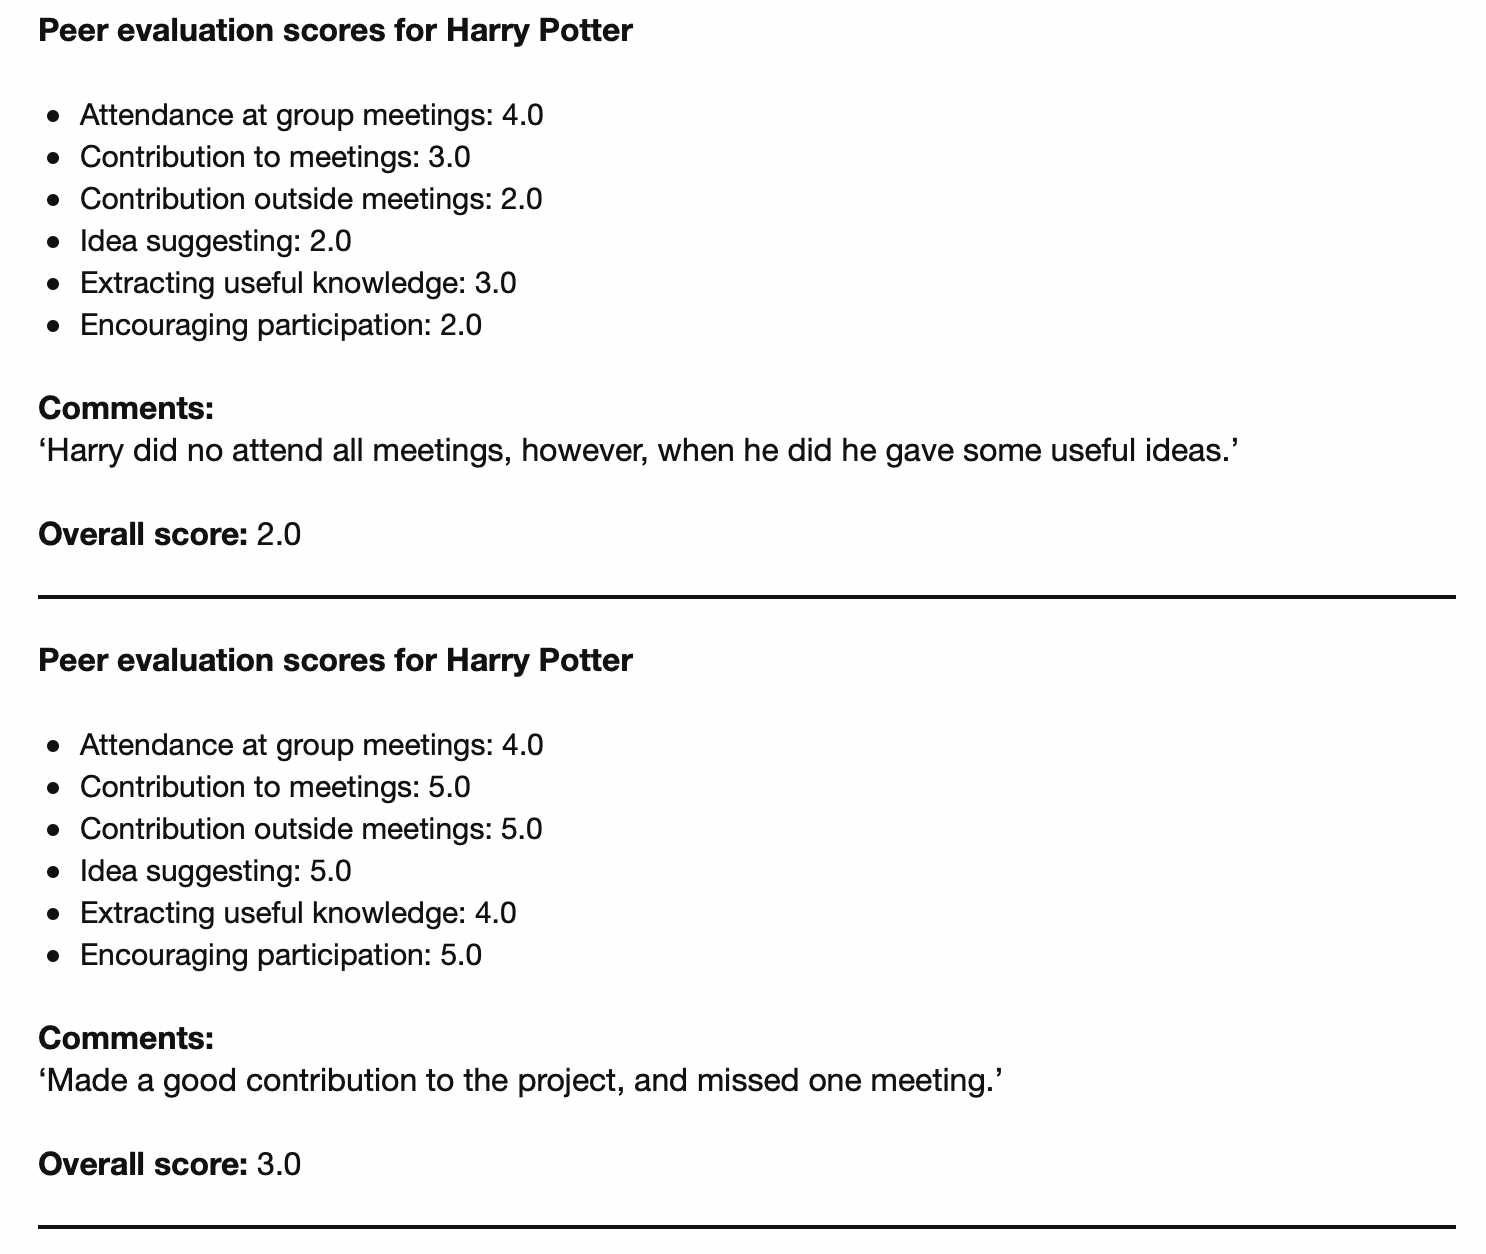 Peer evaluation scores for Harry Potter
• Attendance at group meetings: 4.0
• Contribution to meetings: 3.0
• Contribution outside meetings: 2.0
• Idea suggesting: 2.0
• Extracting useful knowledge: 3.0
• Encouraging participation: 2.0
Comments:
‘Harry did no attend all meetings, however, when he did he gave some useful ideas.’
Overall score: 2.0
Peer evaluation scores for Harry Potter
• Attendance at group meetings: 4.0
• Contribution to meetings: 5.0
• Contribution outside meetings: 5.0
• Idea suggesting: 5.0
• Extracting useful knowledge: 4.0
• Encouraging participation: 5.0
Comments:
‘Made a good contribution to the project, and missed one meeting.’
Overall score: 3.0